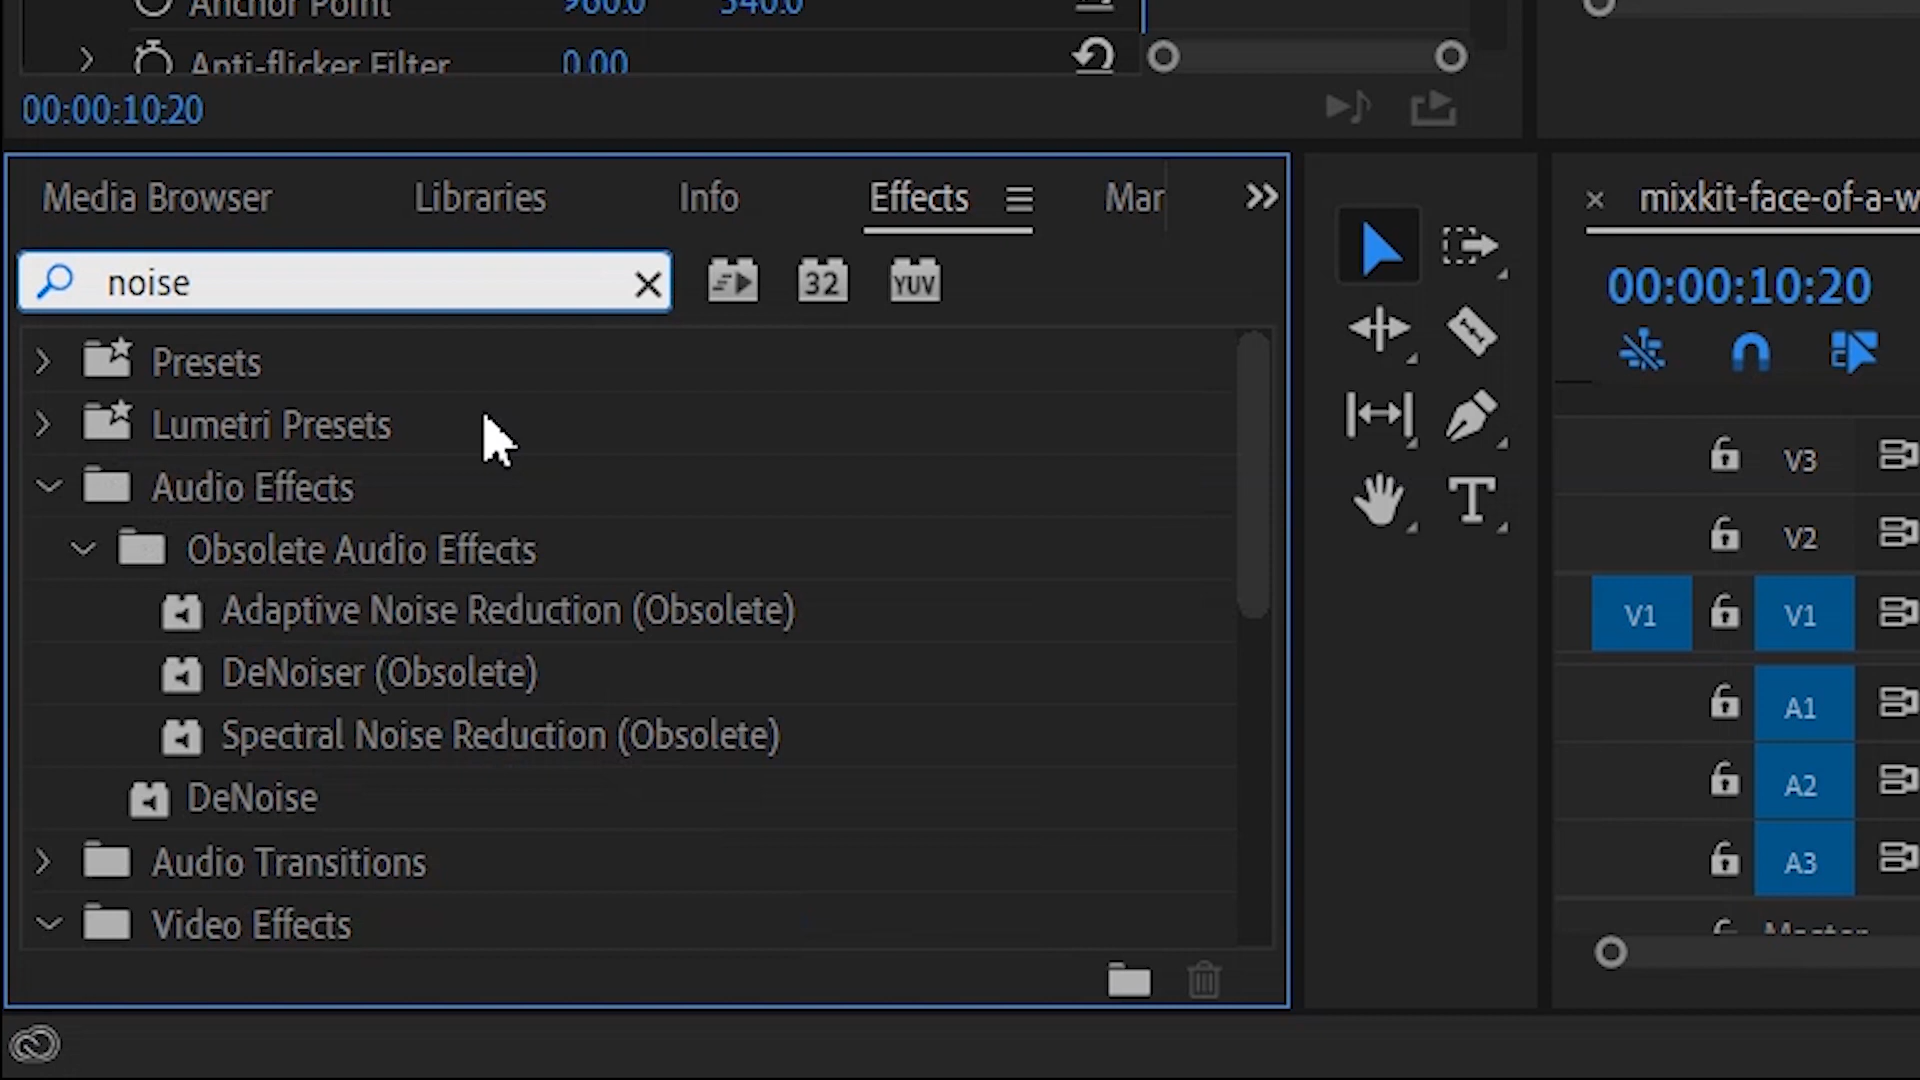 Anchor Point 960.0 540.0
Anti-flicker Filter 0.00
00:00:10:20
Media Browser Libraries Info Effects Mar
noise 32 YUV
Presets
Lumetri Presets
Audio Effects
Obsolete Audio Effects
Adaptive Noise Reduction (Obsolete)
DeNoiser (Obsolete)
Spectral Noise Reduction (Obsolete)
DeNoise
Audio Transitions
Video Effects
mixkit-face-of-a-w
00:00:10:20
V3
V2
V1 V1
A1
A2
A3
Master